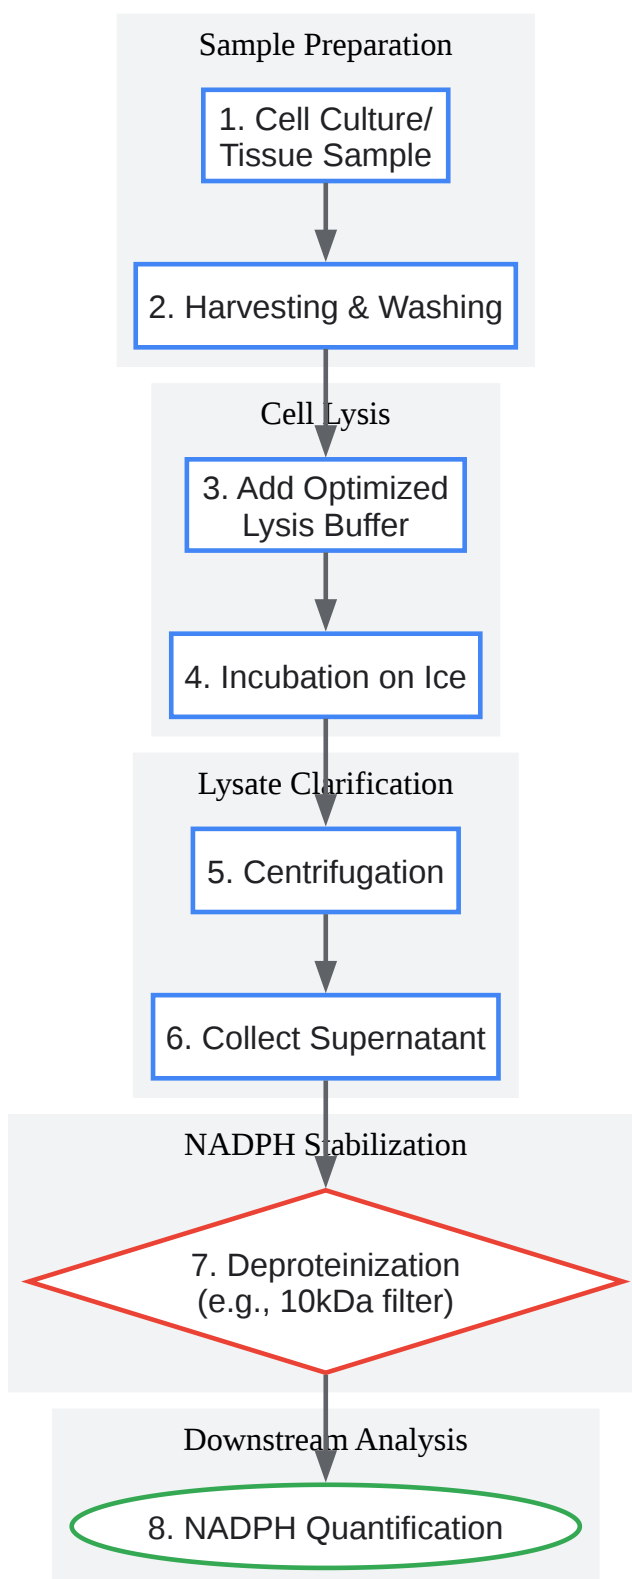 Sample Preparation
1. Cell Culture/
Tissue Sample
2. Harvesting & Washing
Cell Lysis
3. Add Optimized
Lysis Buffer
4. Incubation on Ice
Lysate Clarification
5. Centrifugation
6. Collect Supernatant
NADPH Stabilization
7. Deproteinization
(e.g., 10kDa filter)
Downstream Analysis
8. NADPH Quantification